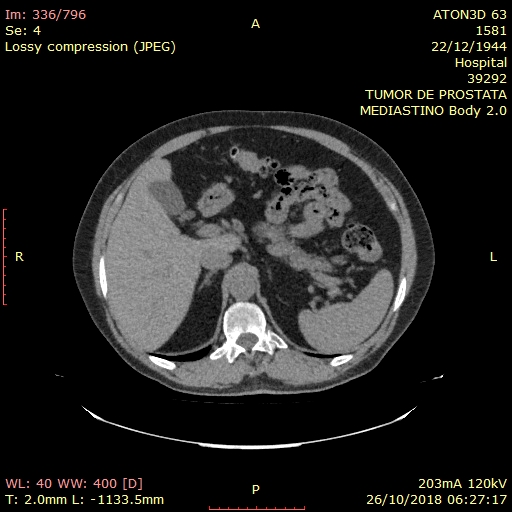 Im: 336/796
Se: 4
Lossy compression (JPEG)
A
ATON3D 63
1581
22/12/1944
Hospital
39292
TUMOR DE PROSTATA
MEDIASTINO Body 2.0
R
L
WL: 40 WW: 400 [D]
T: 2.0mm L: -1133.5mm
P
203mA 120kV
26/10/2018 06:27:17